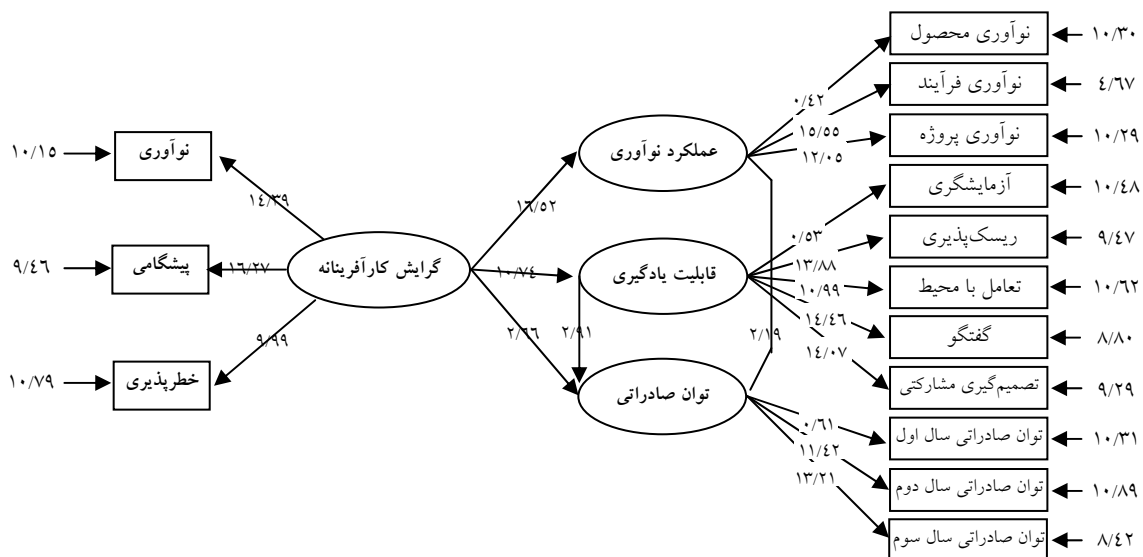 نوآوری محصول
۱۰/۳۰
نوآوری فرآیند
۴/۶۷
نوآوری پروژه
۱۰/۲۹
آزمایشگری
۱۰/۴۸
ریسک‌پذیری
۹/۴۷
تعامل با محیط
۱۰/۶۲
گفتگو
۸/۸۰
تصمیم‌گیری مشارکتی
۹/۲۹
توان صادراتی سال اول
۱۰/۳۱
توان صادراتی سال دوم
۱۰/۸۹
توان صادراتی سال سوم
۸/۴۲
۰/۴۲
۱۵/۵۵
۱۲/۰۵
۰/۵۳
۱۳/۸۸
۱۰/۹۹
۱۴/۴۶
۱۴/۰۷
۰/۶۱
۱۱/۴۲
۱۳/۲۱
عملکرد نوآوری
قابلیت یادگیری
توان صادراتی
۲/۱۹
۲/۹۱
۱۶/۵۲
۱۰/۷۴
۲/۶۶
گرایش کارآفرینانه
۱۴/۳۹
۱۶/۲۷
۹/۹۹
نوآوری
۱۰/۱۵
پیشگامی
۹/۴۶
خطرپذیری
۱۰/۷۹